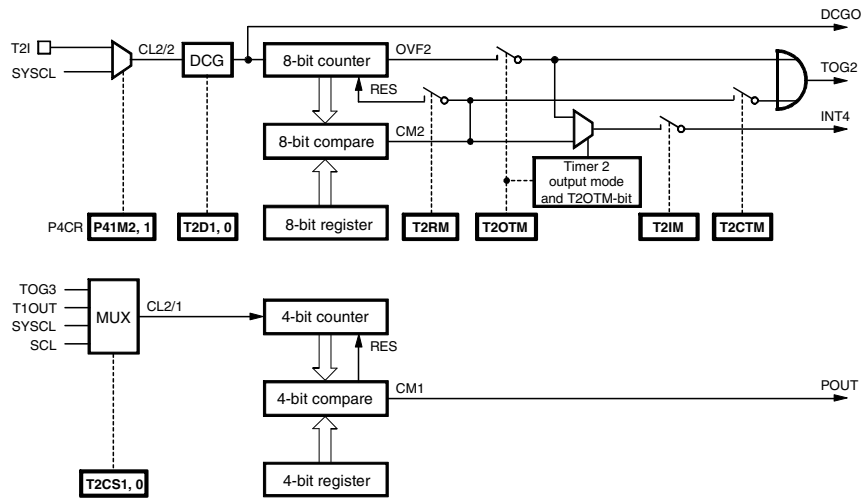 DCGO
T2I
SYSCL
CL2/2
DCG
8-bit counter
OVF2
TOG2
RES
INT4
8-bit compare
CM2
Timer 2
output mode
and T2OTM-bit
P4CR
P41M2, 1
T2D1, 0
8-bit register
T2RM
T2OTM
T2IM
T2CTM
TOG3
T1OUT
SYSCL
SCL
MUX
CL2/1
4-bit counter
RES
4-bit compare
CM1
POUT
T2CS1, 0
4-bit register